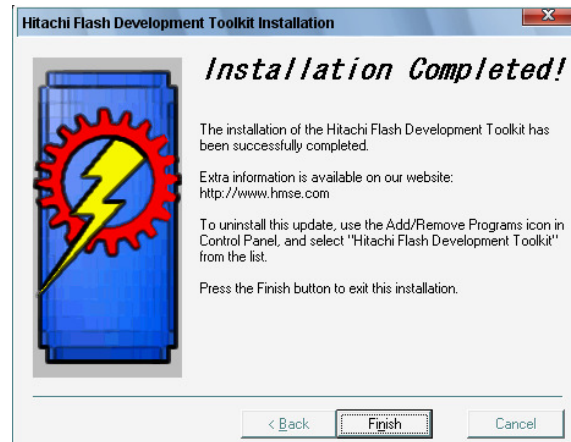 Hitachi Flash Development Toolkit Installation
Installation Completed!
The installation of the Hitachi Flash Development Toolkit has
been successfully completed.
Extra information is available on our website:
http://www.hmse.com
To uninstall this update, use the Add/Remove Programs icon in
Control Panel, and select "Hitachi Flash Development Toolkit"
from the list.
Press the Finish button to exit this installation.
< Back
Finish
Cancel